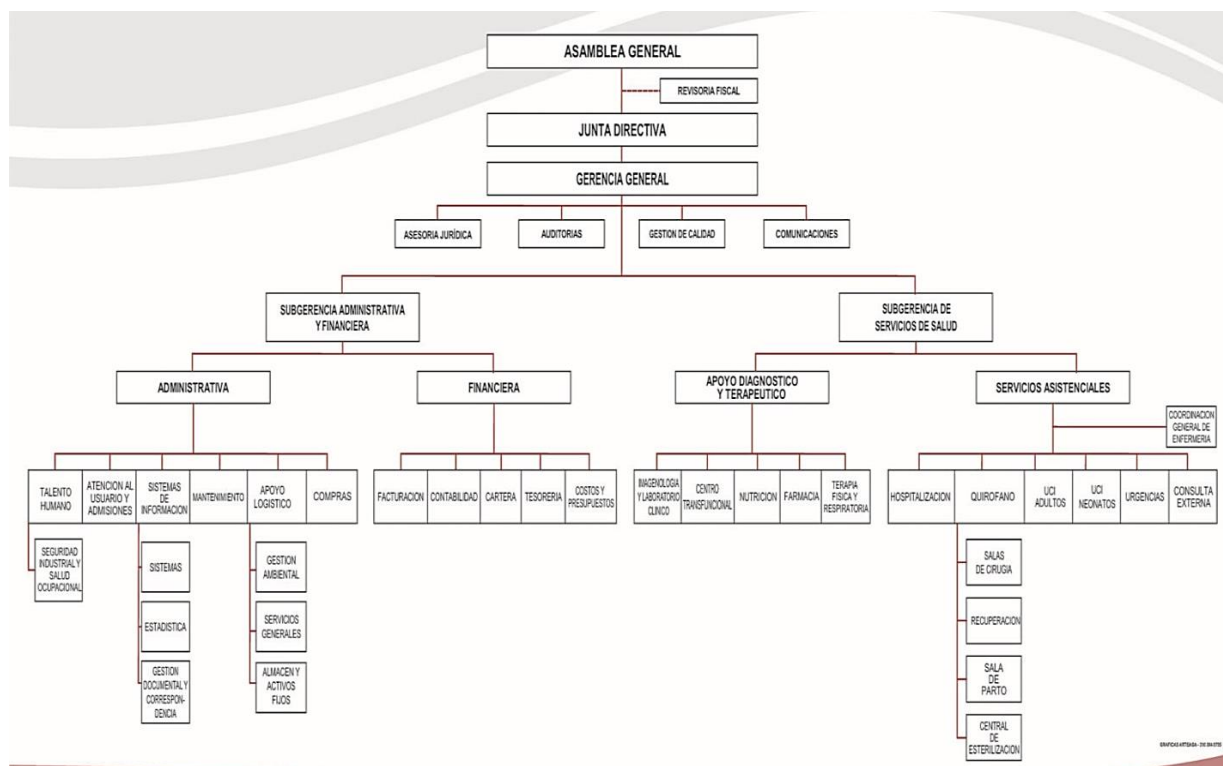 ASAMBLEA GENERAL
REVISORIA FISCAL
JUNTA DIRECTIVA
GERENCIA GENERAL
ASESORIA JURÍDICA
AUDITORIAS
GESTION DE CALIDAD
COMUNICACIONES
SUBGERENCIA ADMINISTRATIVA
Y FINANCIERA
SUBGERENCIA DE
SERVICIOS DE SALUD
ADMINISTRATIVA
FINANCIERA
APOYO DIAGNOSTICO
Y TERAPEUTICO
SERVICIOS ASISTENCIALES
COORDINACION
GENERAL DE
ENFERMERIA
TALENTO
HUMANO
ATENCION AL
USUARIO Y
ADMISIONES
SISTEMAS
DE
INFORMACION
MANTENIMIENTO
APOYO
LOGISTICO
COMPRAS
FACTURACION
CONTABILIDAD
CARTERA
TESORERIA
COSTOS Y
PRESUPUESTOS
IMAGENOLOGIA
Y LABORATORIO
CLINICO
CENTRO
TRANSFUNCIONAL
NUTRICION
FARMACIA
TERAPIA
FISICA Y
RESPIRATORIA
HOSPITALIZACION
QUIROFANO
UCI
ADULTOS
UCI
NEONATOS
URGENCIAS
CONSULTA
EXTERNA
SEGURIDAD
INDUSTRIAL Y
SALUD
OCUPACIONAL
SISTEMAS
ESTADISTICA
GESTION
DOCUMENTAL Y
CORRESPON-
DENCIA
GESTION
AMBIENTAL
SERVICIOS
GENERALES
ALMACEN Y
ACTIVOS
FIJOS
SALAS
DE CIRUGIA
RECUPERACION
SALA
DE
PARTO
CENTRAL
DE
ESTERILIZACION
GRAFICAS ARTEAGA